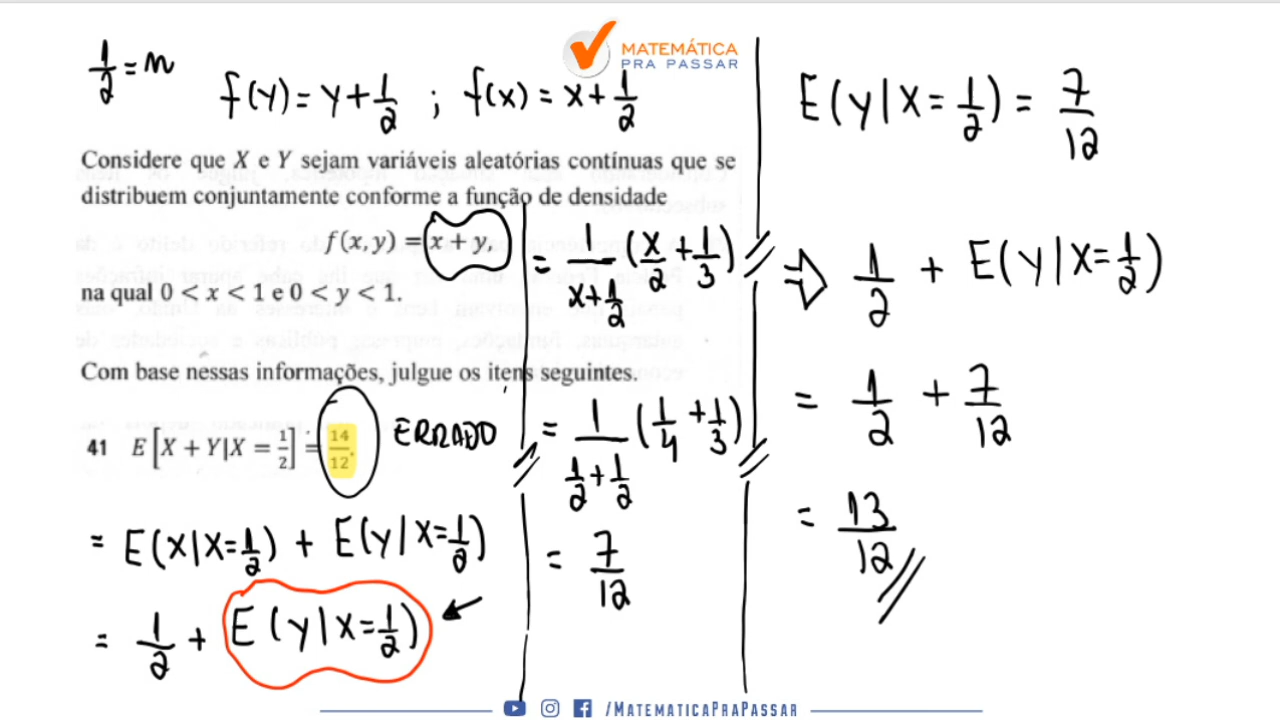 MATEMÁTICA
PRA PASSAR
1/2 = m
f(y) = y + 1/2 ; f(x) = x + 1/2
Considere que X e Y sejam variáveis aleatórias contínuas que se
distribuem conjuntamente conforme a função de densidade
f(x, y) = x + y,
na qual 0 < x < 1 e 0 < y < 1.
Com base nessas informações, julgue os itens seguintes.
41 E[X + Y|X = 1/2] = 14/12. ERRADO
= E(X|X=1/2) + E(Y|X=1/2)
= 1/2 + E(Y|X=1/2)
= 1/(x+1/2) (x/2 + 1/3)
= 1/(1/2+1/2) (1/4 + 1/3)
= 7/12
E(Y|X=1/2) = 7/12
⇒ 1/2 + E(Y|X=1/2)
= 1/2 + 7/12
= 13/12 //
/MATEMATICAPRAPASSAR